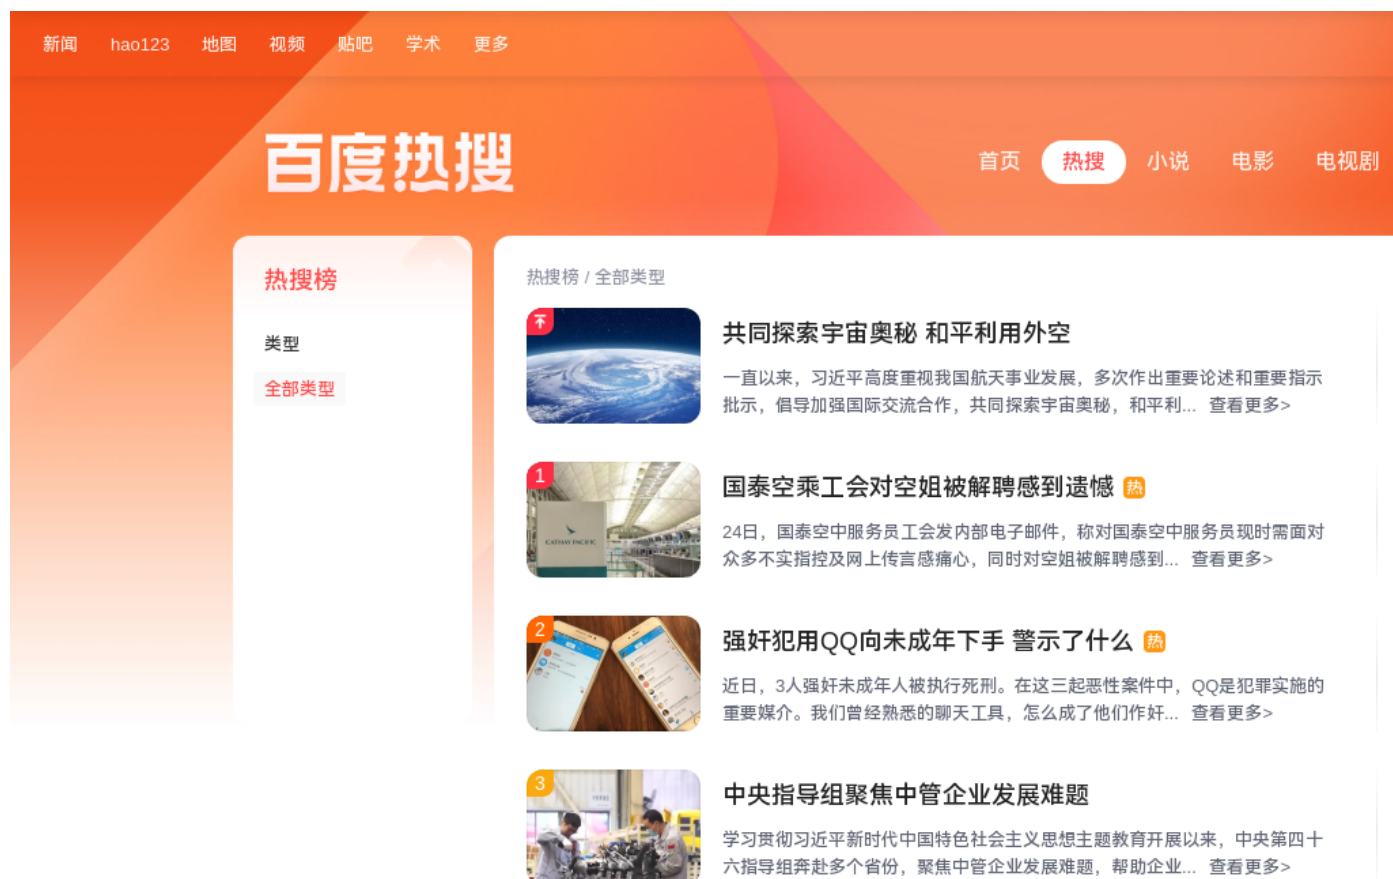 新闻 hao123 地图 视频 贴吧 学术 更多
百度热搜
首页 热搜 小说 电影 电视剧
热搜榜
类型
全部类型
热搜榜 / 全部类型
共同探索宇宙奥秘 和平利用外空
一直以来，习近平高度重视我国航天事业发展，多次作出重要论述和重要指示
批示，倡导加强国际交流合作，共同探索宇宙奥秘，和平利... 查看更多>
1
CATHAY PACIFIC
国泰空乘工会对空姐被解聘感到遗憾 热
24日，国泰空中服务员工会发内部电子邮件，称对国泰空中服务员现时需面对
众多不实指控及网上传言感痛心，同时对空姐被解聘感到... 查看更多>
2
强奸犯用QQ向未成年下手 警示了什么 热
近日，3人强奸未成年人被执行死刑。在这三起恶性案件中，QQ是犯罪实施的
重要媒介。我们曾经熟悉的聊天工具，怎么成了他们作奸... 查看更多>
3
中央指导组聚焦中管企业发展难题
学习贯彻习近平新时代中国特色社会主义思想主题教育开展以来，中央第四十
六指导组奔赴多个省份，聚焦中管企业发展难题，帮助企业... 查看更多>